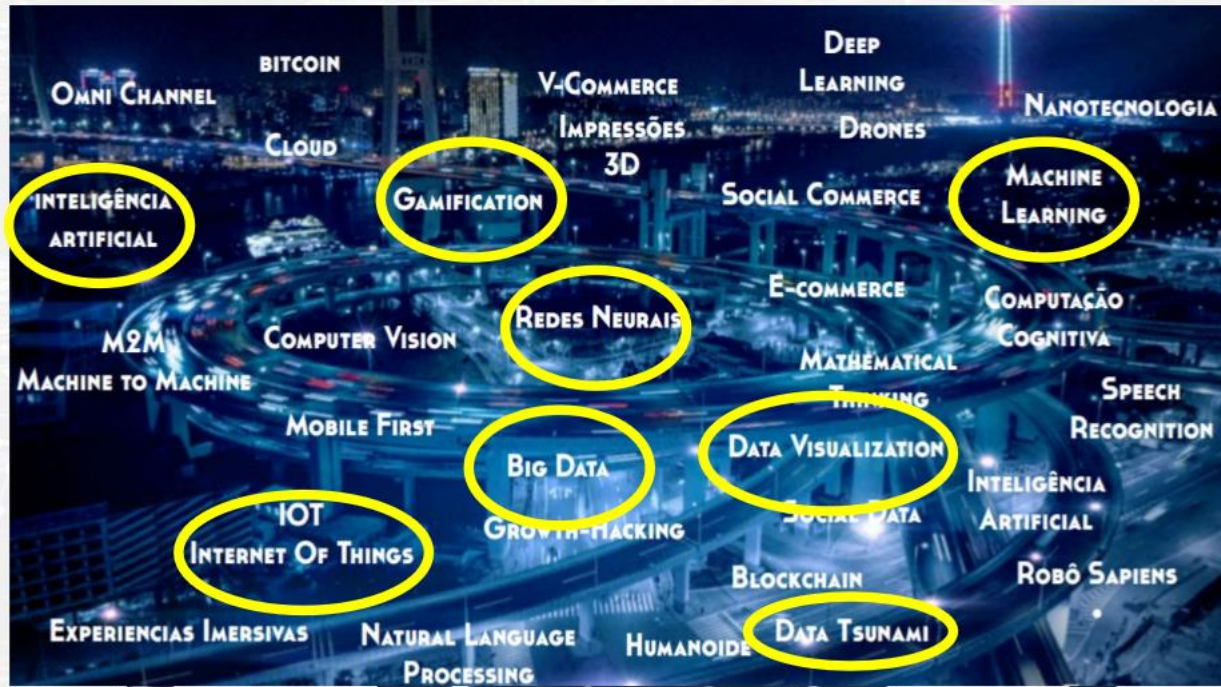 BITCOIN
OMNI CHANNEL
CLOUD
V-COMMERCE
IMPRESSÕES
3D
DEEP
LEARNING
DRONES
NANOTECNOLOGIA
INTELIGÊNCIA
ARTIFICIAL
GAMIFICATION
SOCIAL COMMERCE
MACHINE
LEARNING
M2M
MACHINE TO MACHINE
COMPUTER VISION
REDES NEURAIS
E-COMMERCE
COMPUTAÇÃO
COGNITIVA
MATHEMATICAL
THINKING
SPEECH
RECOGNITION
MOBILE FIRST
BIG DATA
DATA VISUALIZATION
INTELIGÊNCIA
ARTIFICIAL
IOT
INTERNET OF THINGS
GROWTH-HACKING
SOCIAL DATA
BLOCKCHAIN
ROBÔ SAPIENS
EXPERIENCIAS IMERSIVAS
NATURAL LANGUAGE
PROCESSING
HUMANOIDE
DATA TSUNAMI